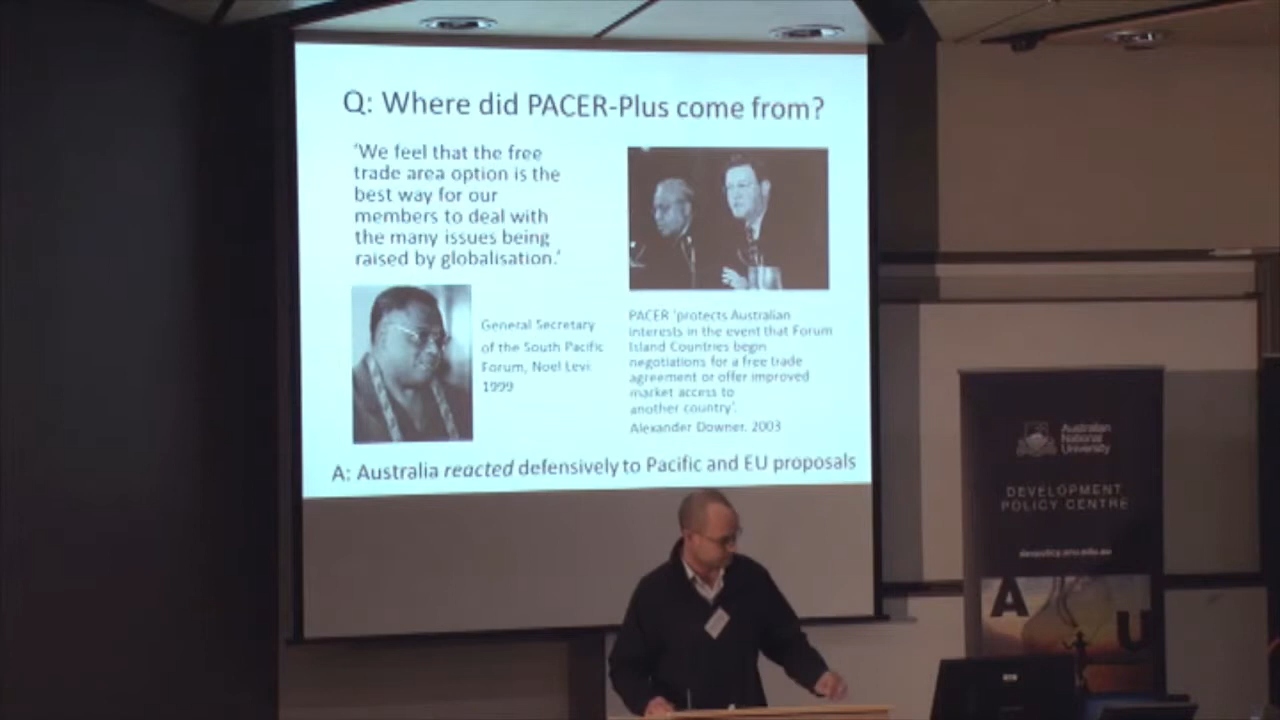 Q: Where did PACER-Plus come from?
'We feel that the free
trade area option is the
best way for our
members to deal with
the many issues being
raised by globalisation.'
General Secretary
of the South Pacific
Forum, Noel Levi
1999
PACER 'protects Australian
interests in the event that Forum
Island Countries begin
negotiations for a free trade
agreement or offer improved
market access to
another country'.
Alexander Downer, 2003
A: Australia reacted defensively to Pacific and EU proposals
Australian
National
University
DEVELOPMENT
POLICY CENTRE
devpolicy.anu.edu.au
A
U